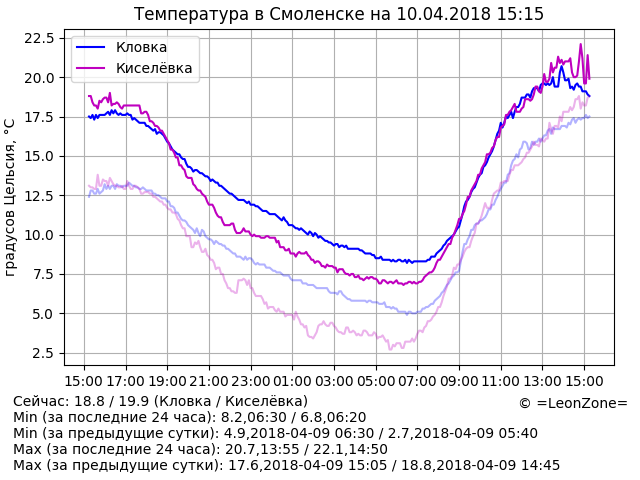 Температура в Смоленске на 10.04.2018 15:15
22.5
20.0
17.5
15.0
12.5
10.0
7.5
5.0
2.5
градусов Цельсия, °C
Кловка
Киселёвка
15:00 17:00 19:00 21:00 23:00 01:00 03:00 05:00 07:00 09:00 11:00 13:00 15:00
Сейчас: 18.8 / 19.9 (Кловка / Киселёвка)
© =LeonZone=
Min (за последние 24 часа): 8.2,06:30 / 6.8,06:20
Min (за предыдущие сутки): 4.9,2018-04-09 06:30 / 2.7,2018-04-09 05:40
Max (за последние 24 часа): 20.7,13:55 / 22.1,14:50
Max (за предыдущие сутки): 17.6,2018-04-09 15:05 / 18.8,2018-04-09 14:45